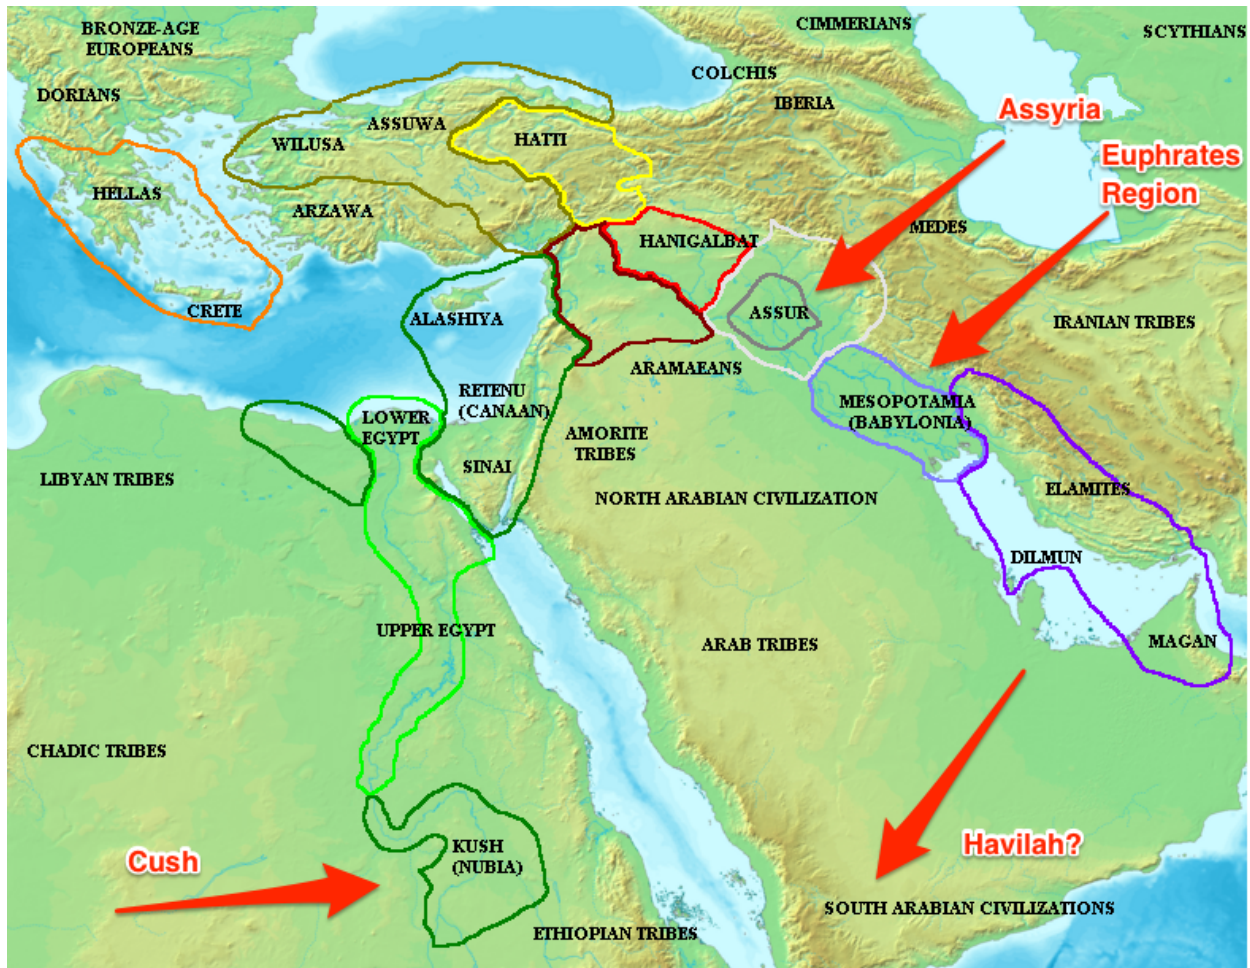 BRONZE-AGE
EUROPEANS
CIMMERIANS
SCYTHIANS
DORIANS
COLCHIS
IBERIA
Assyria
ASSUWA
WILUSA
HATTI
Euphrates
Region
HELLAS
ARZAWA
HANIGALBAT
MEDES
CRETE
ALASHIYA
ASSUR
IRANIAN TRIBES
ARAMAEANS
RETENU
(CANAAN)
MESOPOTAMIA
(BABYLONIA)
LOWER
EGYPT
AMORITE
TRIBES
SINAI
LIBYAN TRIBES
NORTH ARABIAN CIVILIZATION
ELAMITES
DILMUN
UPPER EGYPT
ARAB TRIBES
MAGAN
CHADIC TRIBES
Cush
KUSH
(NUBIA)
Havilah?
SOUTH ARABIAN CIVILIZATIONS
ETHIOPIAN TRIBES